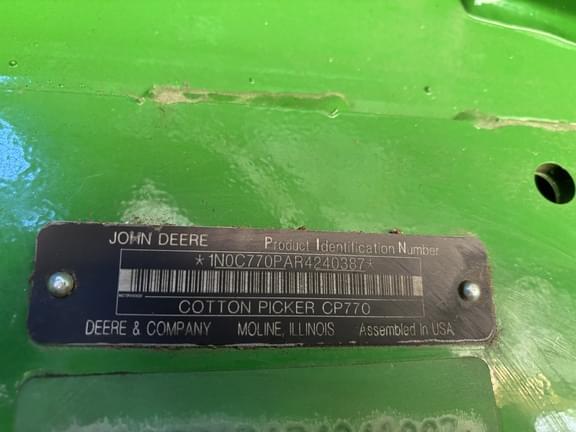 JOHN DEERE Product Identification Number
*1N0C770PAR4240387*
COTTON PICKER CP770
DEERE & COMPANY MOLINE, ILLINOIS Assembled In USA